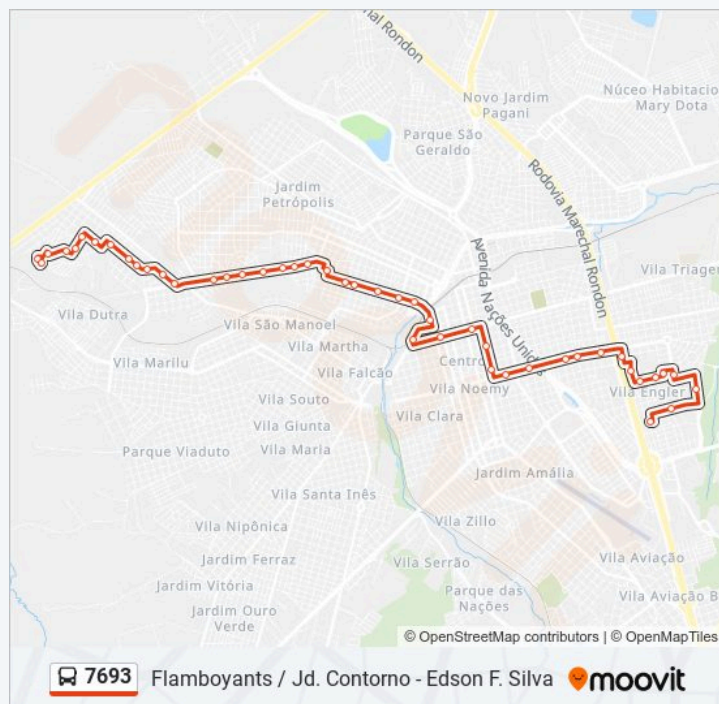 chal Rondon
Novo Jardim
Pagani
Núceo Habitacio
Mary Dota
Parque São
Geraldo
Jardim
Petrópolis
Rodovia Marechal Rondon
Avenida Nações Unidas
Vila Triagem
Vila Dutra
Vila São Manoel
Vila Marilu
Vila Martha
Centro
Vila Falcão
Vila Noemy
Vila Engler
Vila Souto
Vila Clara
Vila Giunta
Parque Viaduto
Vila Maria
Jardim Amália
Vila Santa Inês
Vila Nipônica
Vila Zillo
Jardim Ferraz
Vila Serrão
Vila Aviação
Jardim Vitória
Parque das
Nações
Vila Aviação B
Jardim Ouro
Verde
© OpenStreetMap contributors | © OpenMapTiles
7693 Flamboyants / Jd. Contorno - Edson F. Silva moovit